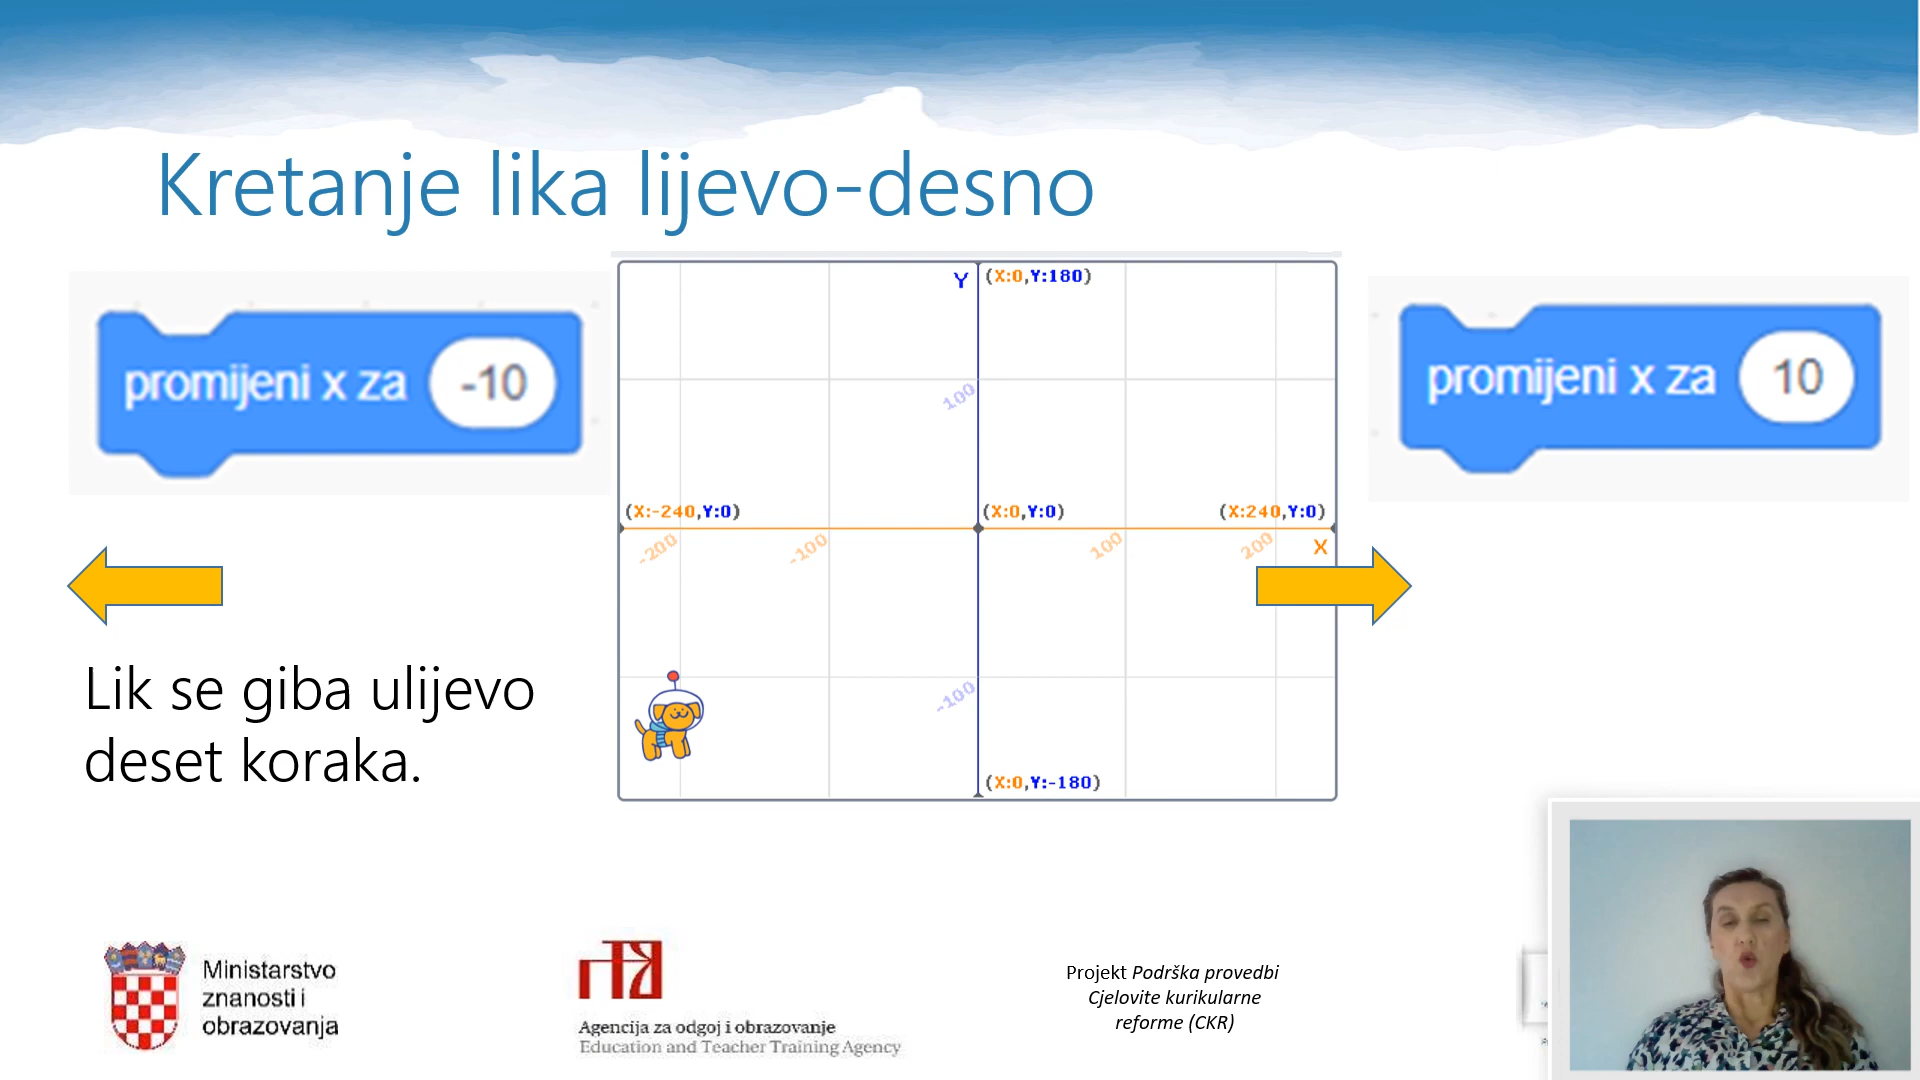 Kretanje lika lijevo-desno
promijeni x za -10
Y
(X:0,Y:180)
100
(X:-240,Y:0)
(X:0,Y:0)
(X:240,Y:0)
-200
-100
100
200
X
-100
(X:0,Y:-180)
promijeni x za 10
Lik se giba ulijevo
deset koraka.
Ministarstvo
znanosti i
obrazovanja
Agencija za odgoj i obrazovanje
Education and Teacher Training Agency
Projekt Podrška provedbi
Cjelovite kurikularne
reforme (CKR)